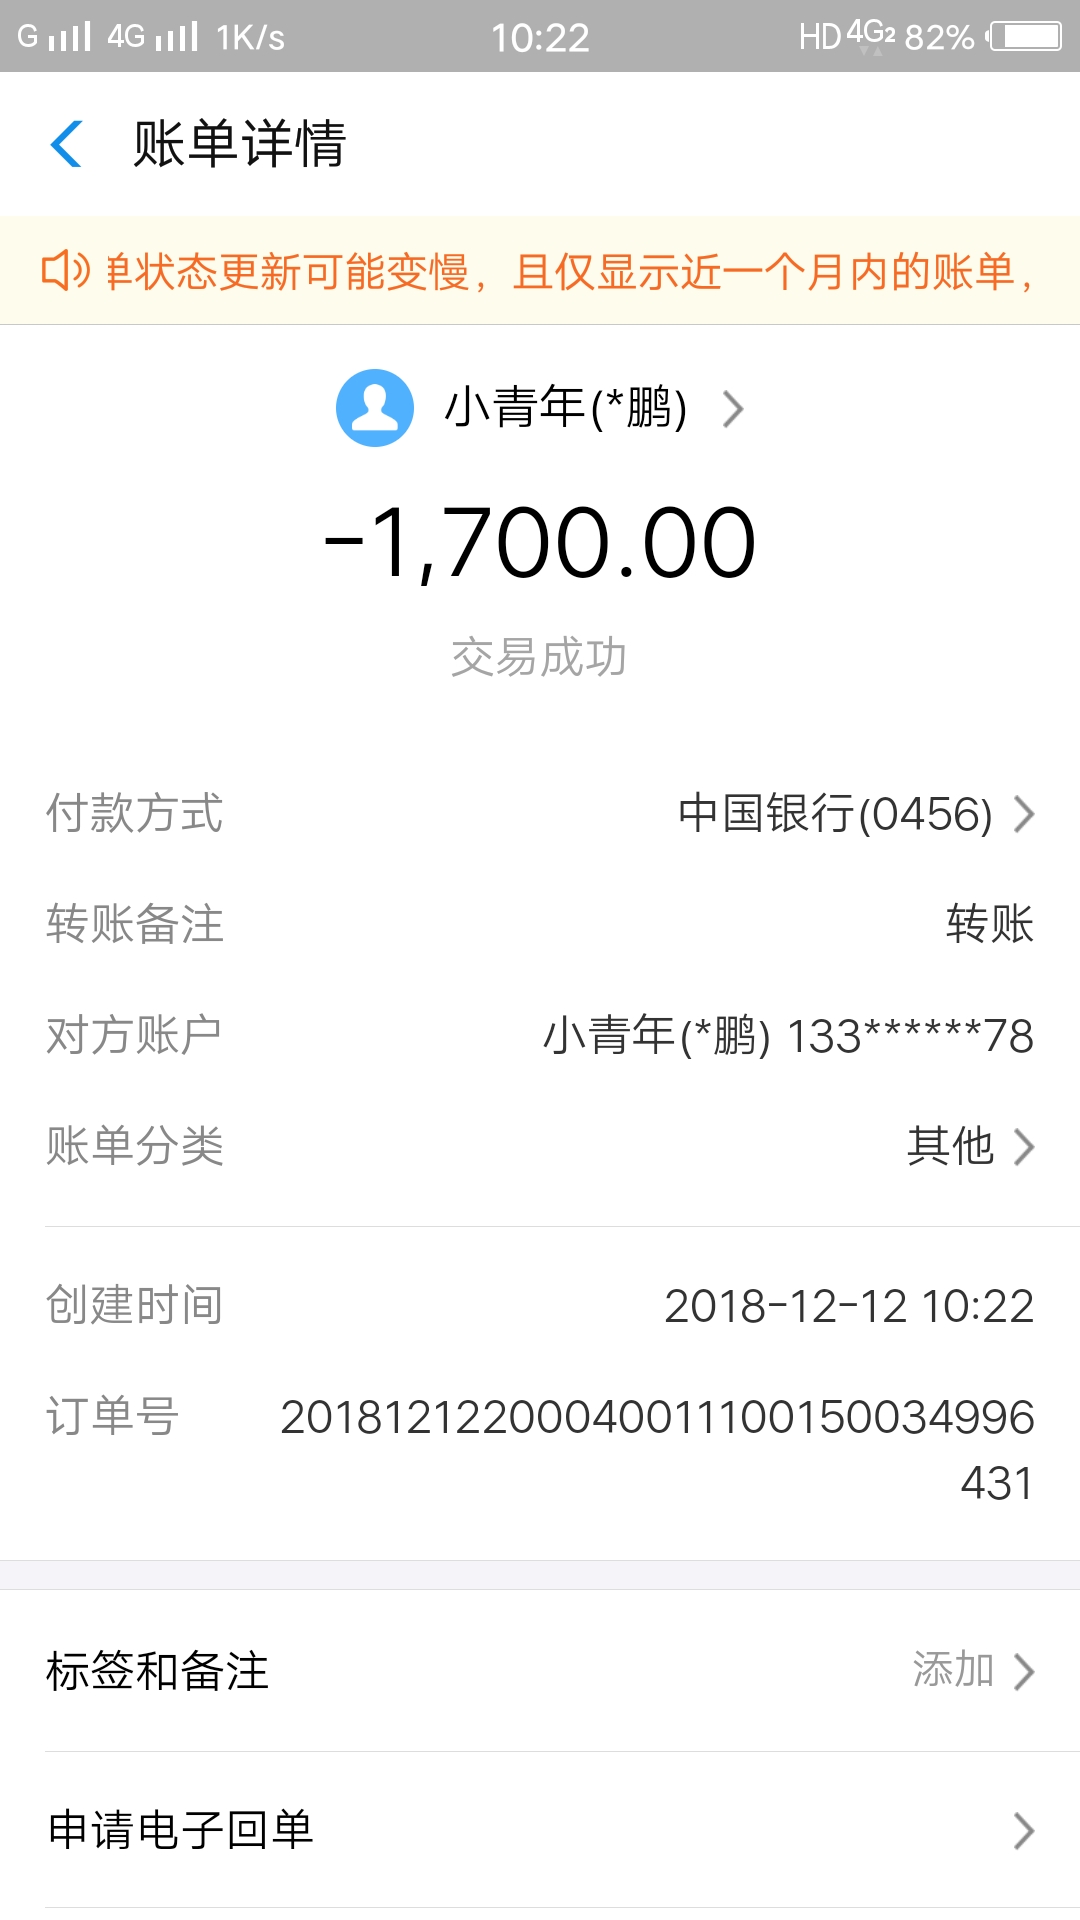 G 4G 1K/s 10:22 HD 4G2 82%
账单详情
单状态更新可能变慢，且仅显示近一个月内的账单，
小青年(*鹏)
-1,700.00
交易成功
付款方式 中国银行(0456)
转账备注 转账
对方账户 小青年(*鹏) 133******78
账单分类 其他
创建时间 2018-12-12 10:22
订单号 20181212200040011100150034996
431
标签和备注 添加
申请电子回单